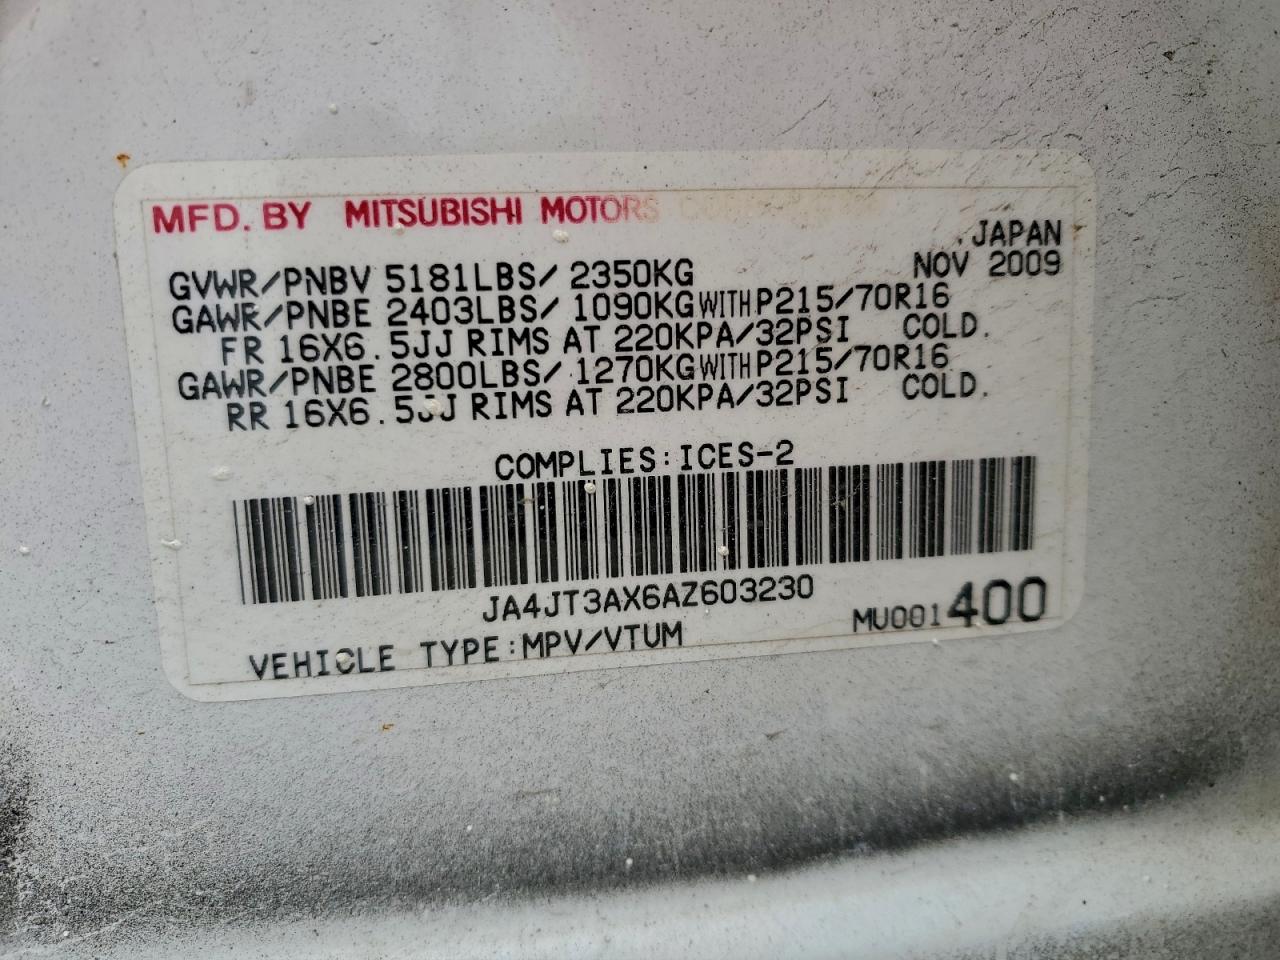 MFD. BY MITSUBISHI MOTORS CORPORATION
JAPAN
GVWR/PNBV 5181LBS/ 2350KG NOV 2009
GAWR/PNBE 2403LBS/ 1090KG WITH P215/70R16
FR 16X6.5JJ RIMS AT 220KPA/32PSI COLD.
GAWR/PNBE 2800LBS/ 1270KG WITH P215/70R16
RR 16X6.5JJ RIMS AT 220KPA/32PSI COLD.
COMPLIES:ICES-2
JA4JT3AX6AZ603230
VEHICLE TYPE:MPV/VTUM MU001400